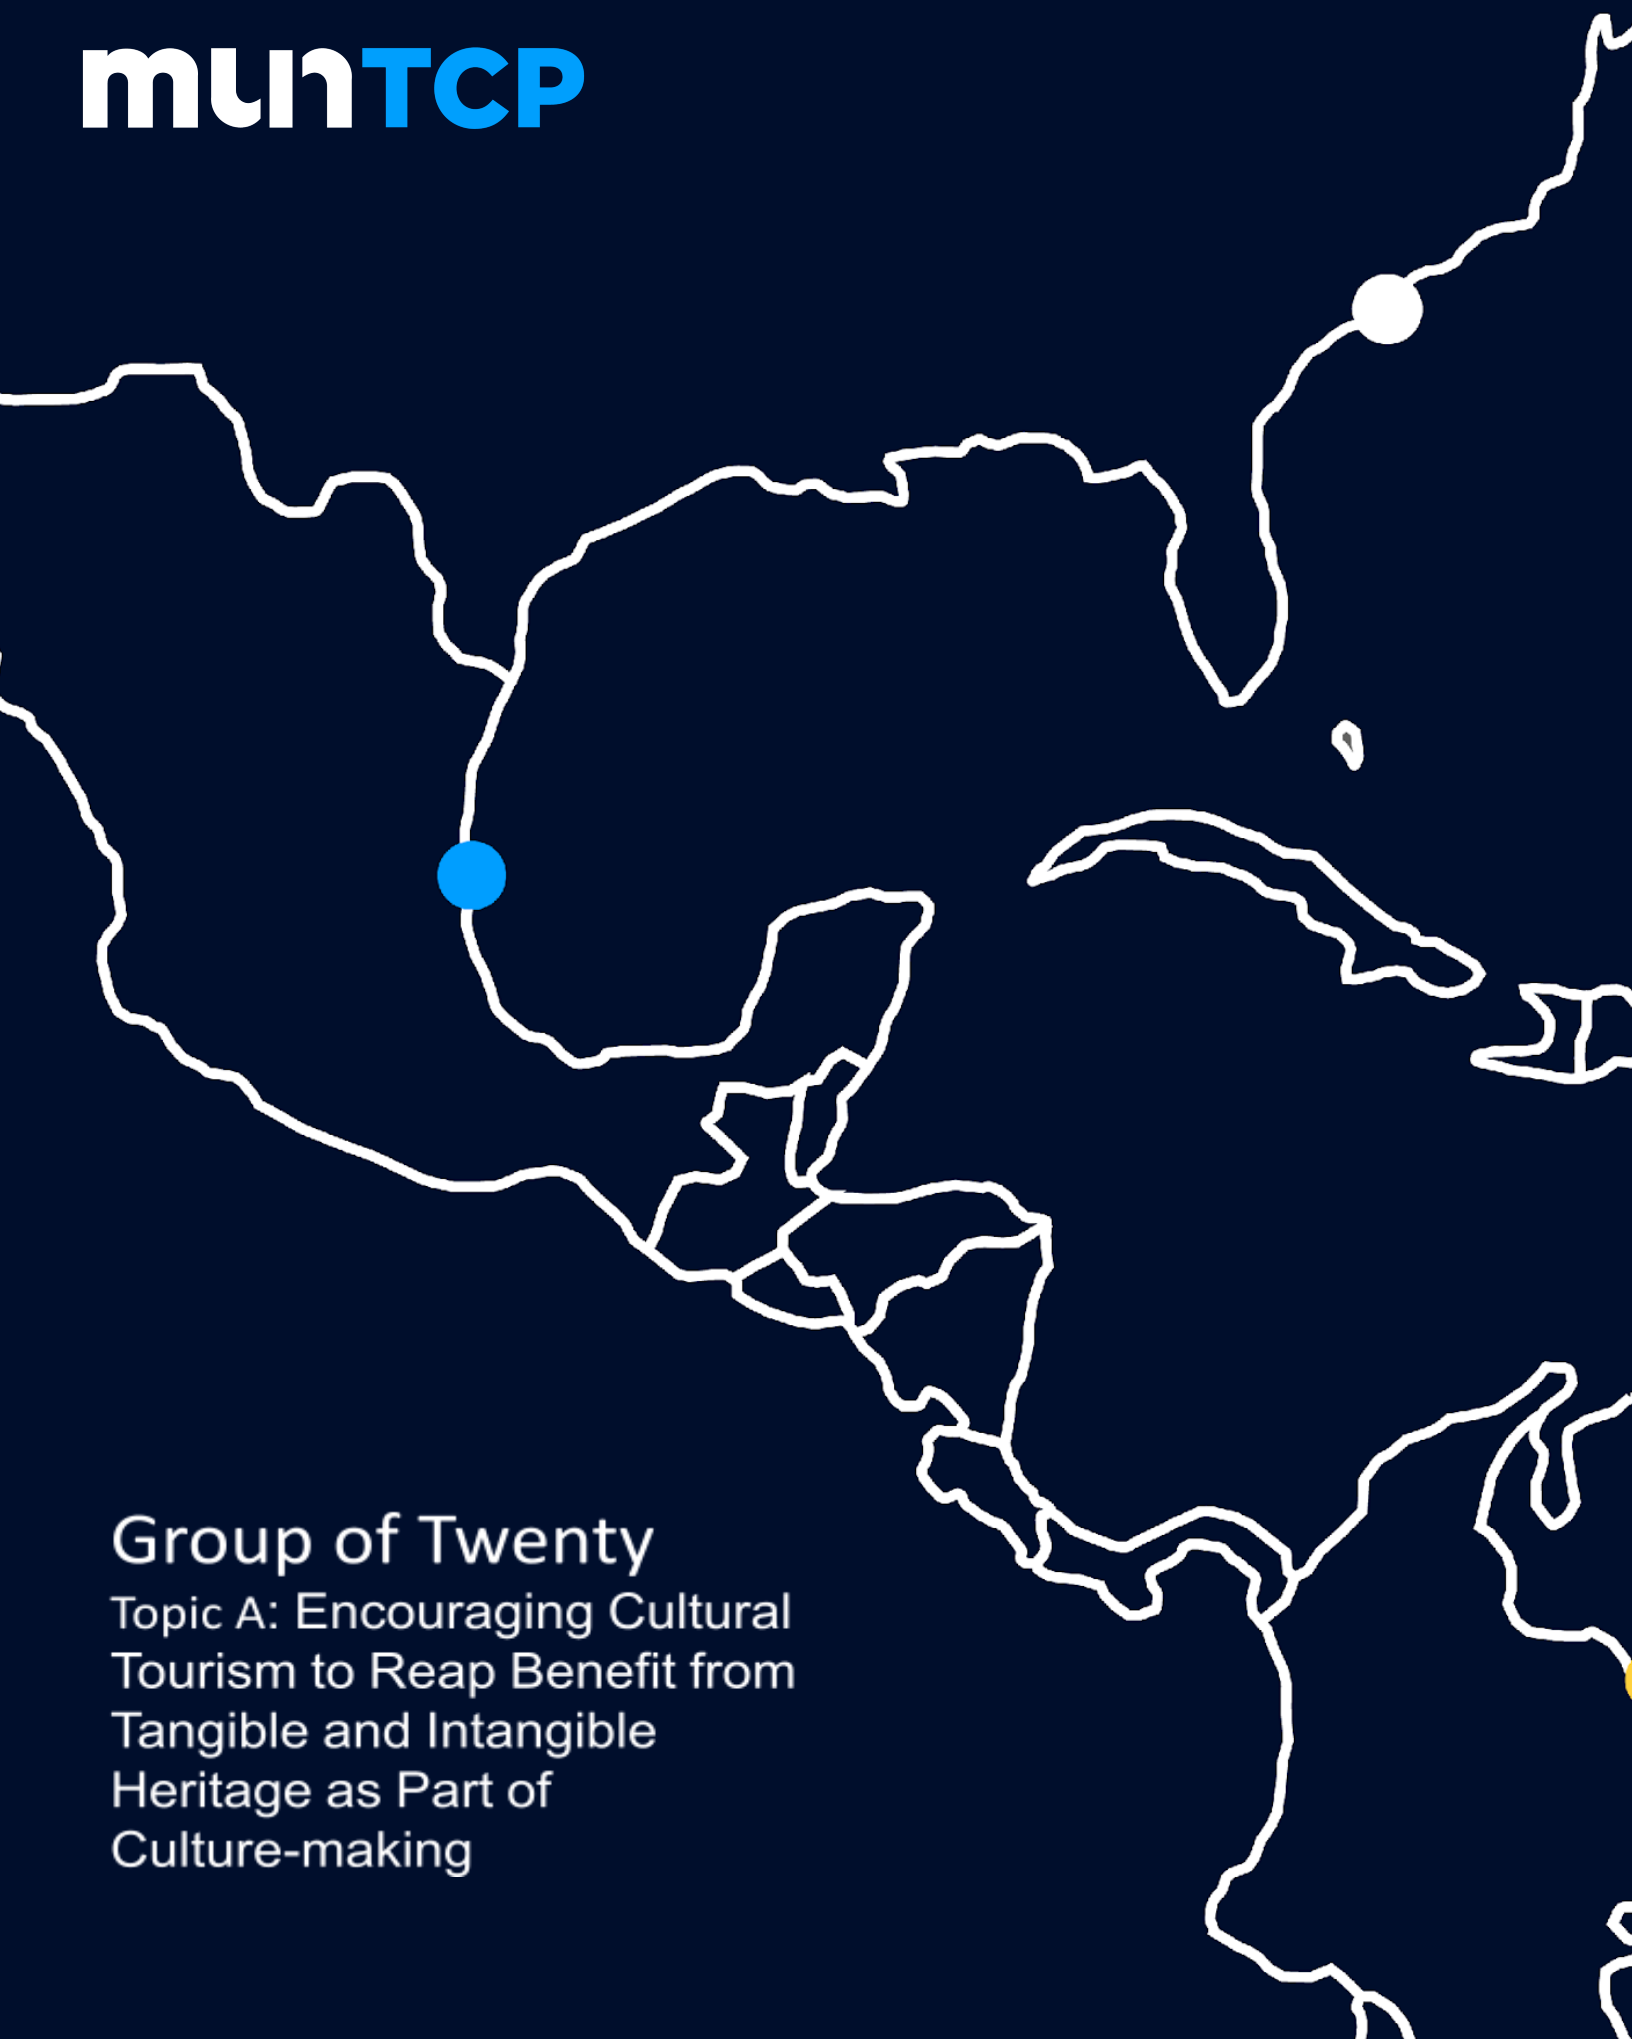 munTCP
Group of Twenty
Topic A: Encouraging Cultural
Tourism to Reap Benefit from
Tangible and Intangible
Heritage as Part of
Culture-making